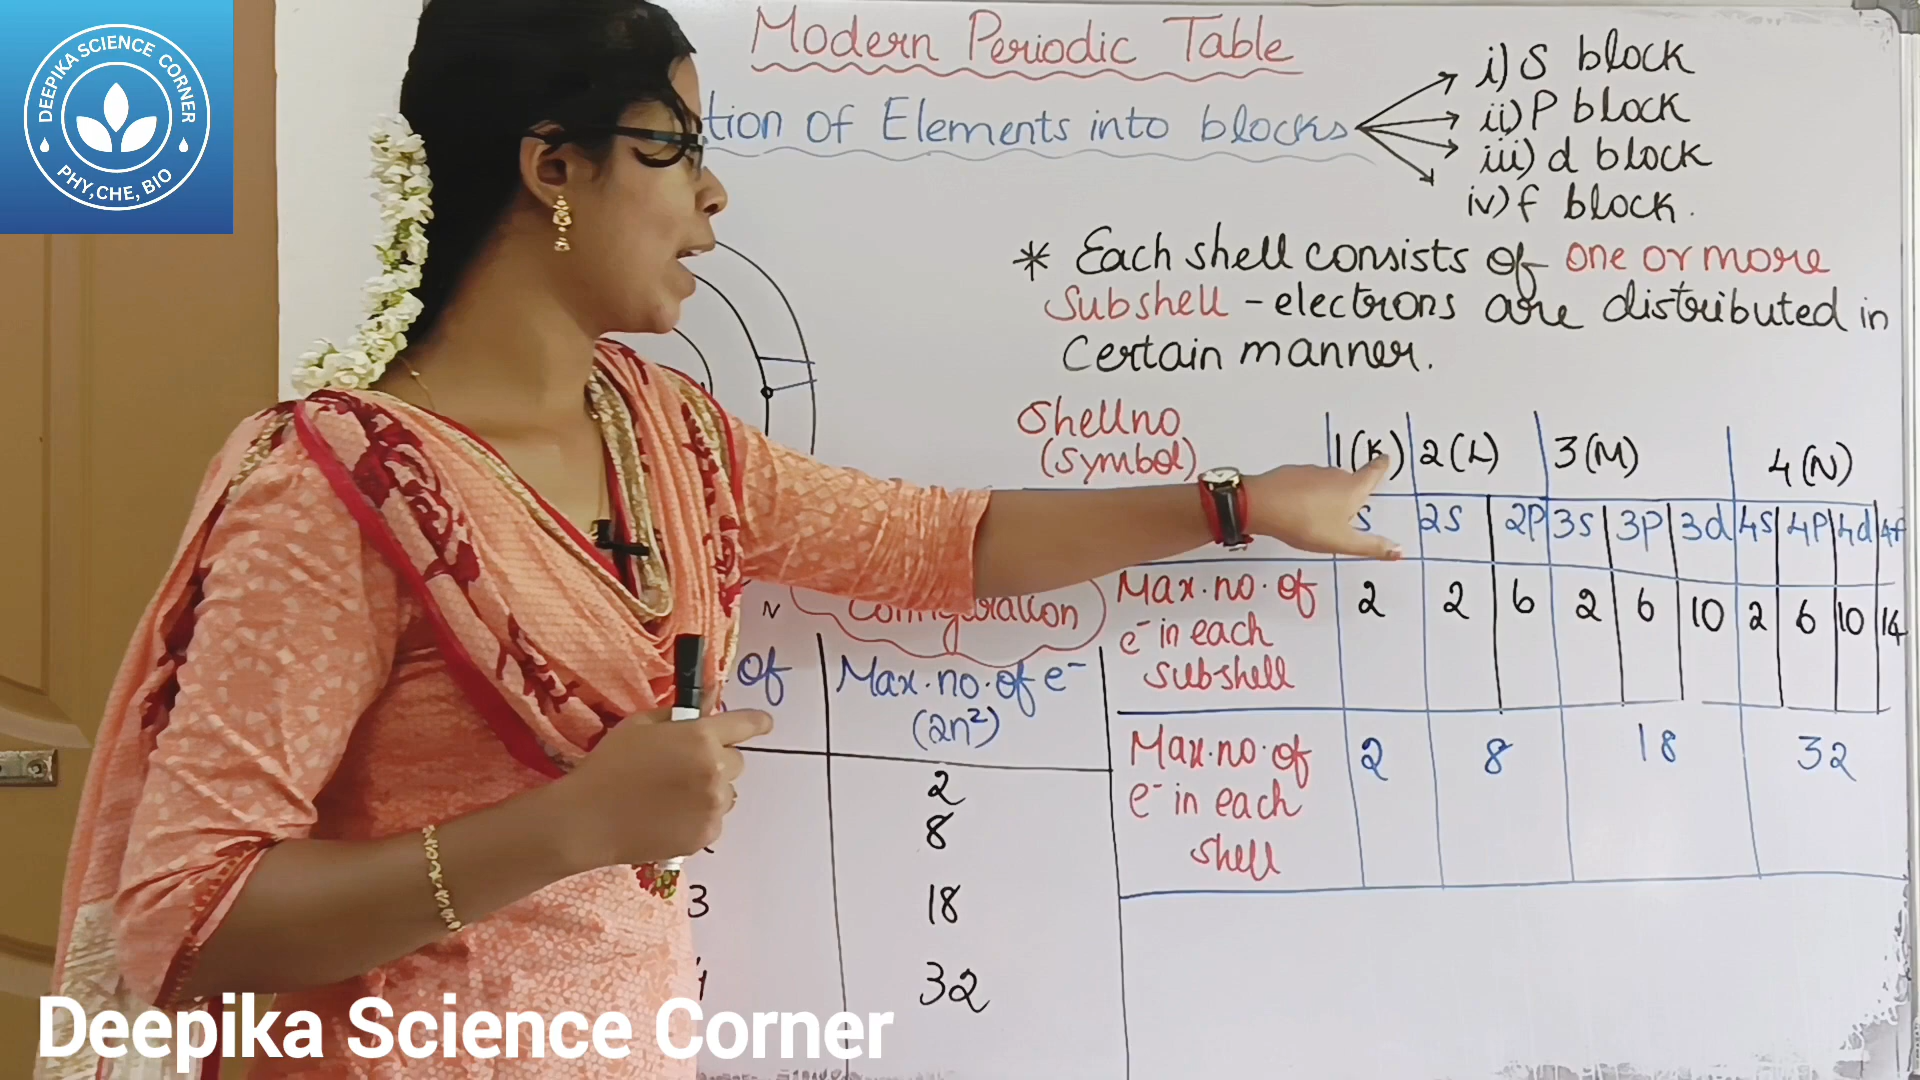 DEEPIKA SCIENCE CORNER
PHY,CHE, BIO
Modern Periodic Table
tion Of Elements into blocks
i) S block
ii) P block
iii) d block
iv) f block.
* Each shell consists of one or more
Subshell - electrons are distributed in
Certain manner.
Shell no 1(K) 2(L) 3(M) 4(N)
(symbol)
s 2s 2p 3s 3p 3d 4s 4p 4d 4f
Max. no. of 2 2 6 2 6 10 2 6 10 14
e⁻ in each
subshell
Max. no. of 2 8 18 32
e⁻ in each
shell
N
of Max. no. of e⁻
(2n²)
2
8
3 18
32
Deepika Science Corner